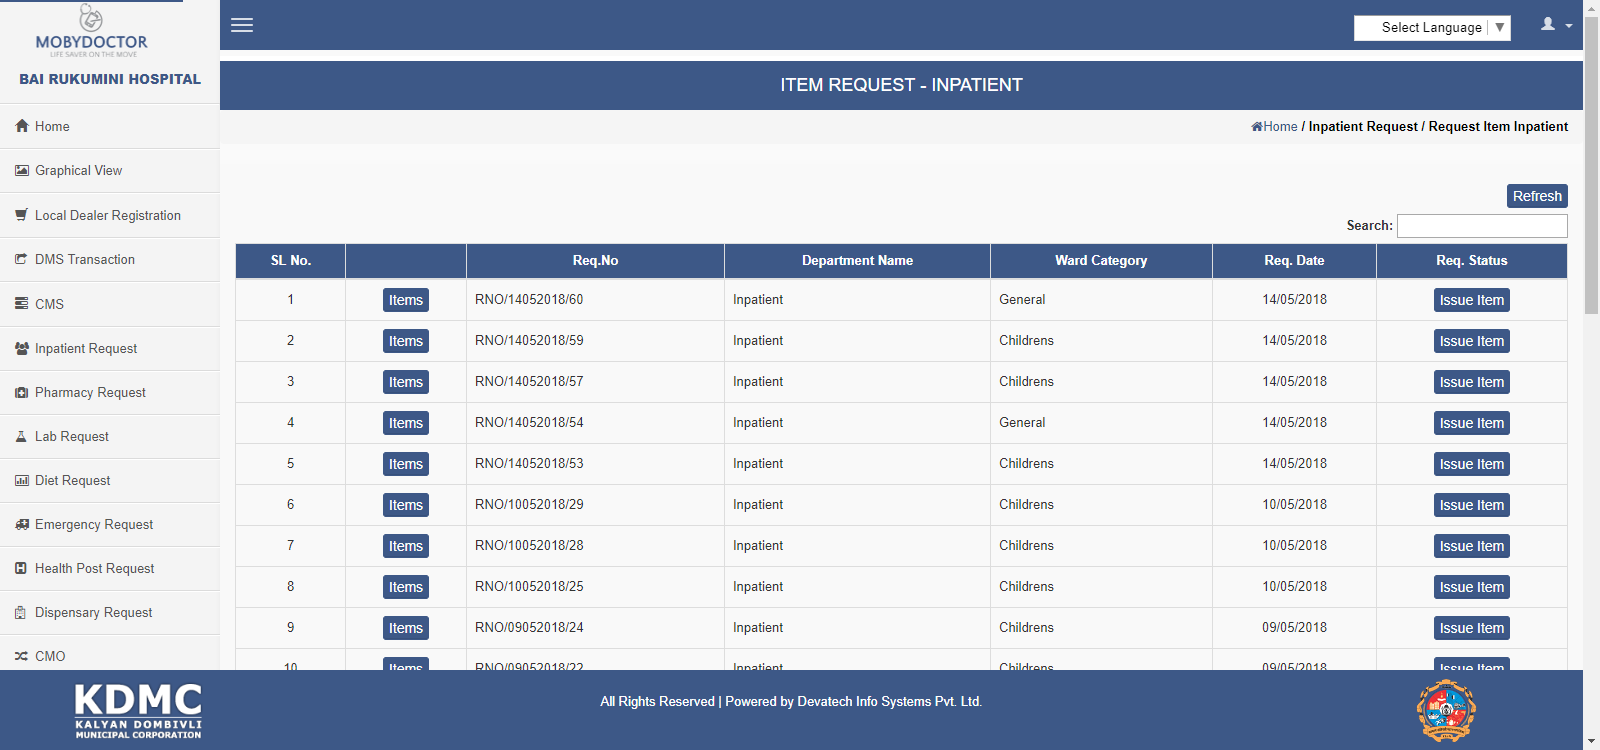 MOBYDOCTOR
LIFE SAVER ON THE MOVE
BAI RUKUMINI HOSPITAL
Select Language ▼
ITEM REQUEST - INPATIENT
Home / Inpatient Request / Request Item Inpatient
Home
Graphical View
Local Dealer Registration
DMS Transaction
CMS
Inpatient Request
Pharmacy Request
Lab Request
Diet Request
Emergency Request
Health Post Request
Dispensary Request
CMO
Refresh
Search:
SL No. Req.No Department Name Ward Category Req. Date Req. Status
1 Items RNO/14052018/60 Inpatient General 14/05/2018 Issue Item
2 Items RNO/14052018/59 Inpatient Childrens 14/05/2018 Issue Item
3 Items RNO/14052018/57 Inpatient Childrens 14/05/2018 Issue Item
4 Items RNO/14052018/54 Inpatient General 14/05/2018 Issue Item
5 Items RNO/14052018/53 Inpatient Childrens 14/05/2018 Issue Item
6 Items RNO/10052018/29 Inpatient Childrens 10/05/2018 Issue Item
7 Items RNO/10052018/28 Inpatient Childrens 10/05/2018 Issue Item
8 Items RNO/10052018/25 Inpatient Childrens 10/05/2018 Issue Item
9 Items RNO/09052018/24 Inpatient Childrens 09/05/2018 Issue Item
10 Items RNO/09052018/22 Inpatient Childrens 09/05/2018 Issue Item
KDMC
KALYAN DOMBIVLI
MUNICIPAL CORPORATION
All Rights Reserved | Powered by Devatech Info Systems Pvt. Ltd.